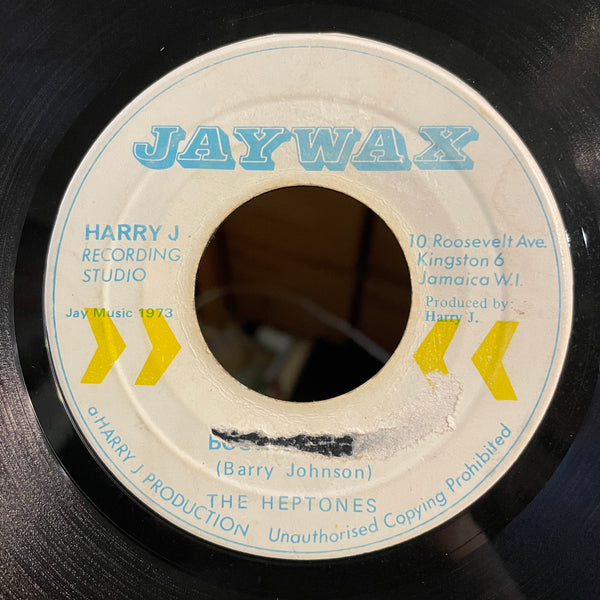 JAYWAX
HARRY J.
RECORDING
STUDIO
10 Roosevelt Ave.
Kingston 6
Jamaica W.I.
Jay Music 1973
Produced by:
Harry J.
(Barry Johnson)
THE HEPTONES
a:HARRY J PRODUCTION
Unauthorised Copying Prohibited